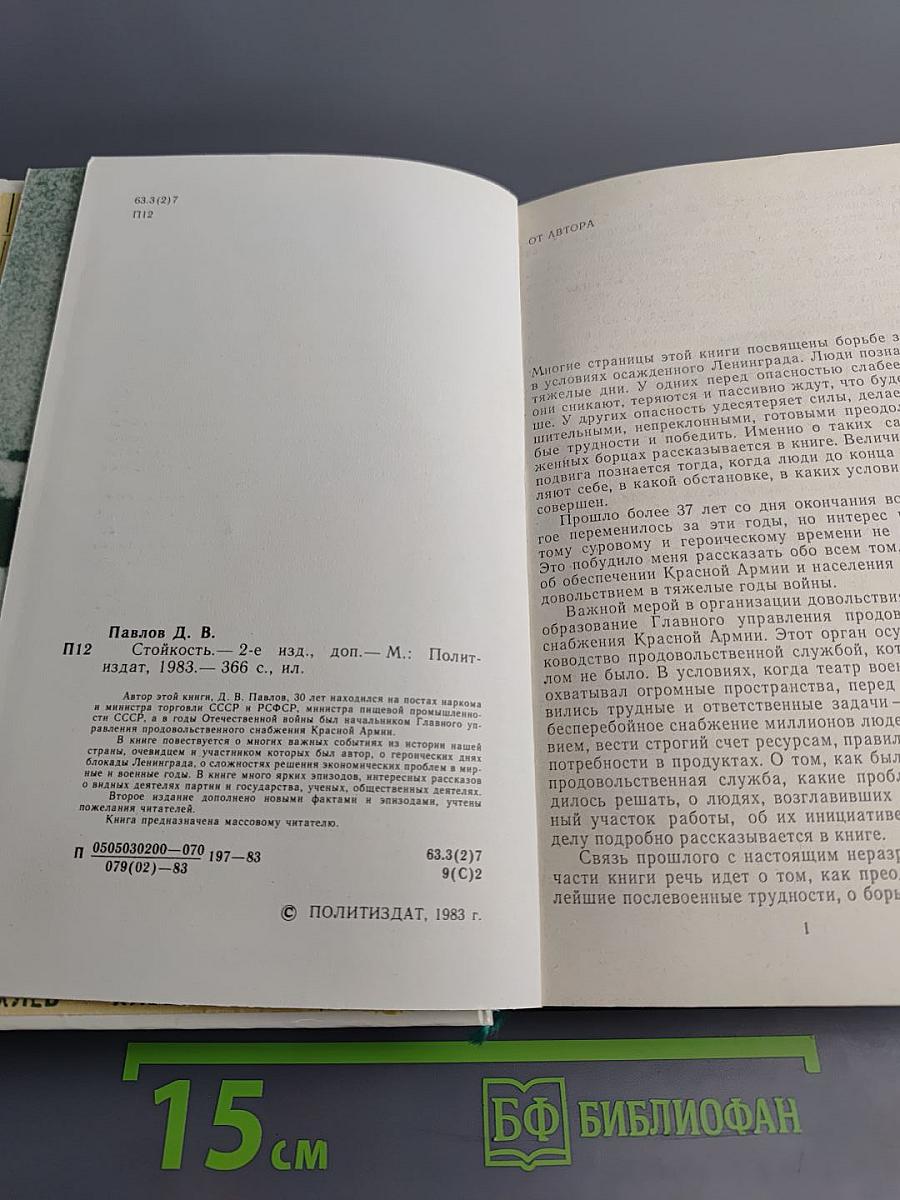 63.3(2)7
П12
Павлов Д. В.
П12 Стойкость.— 2-е изд., доп.— М.: Полит-
издат, 1983.— 366 с., ил.
Автор этой книги, Д. В. Павлов, 30 лет находился на постах наркома
и министра торговли СССР и РСФСР, министра пищевой промышленно-
сти СССР, а в годы Отечественной войны был начальником Главного уп-
равления продовольственного снабжения Красной Армии.
В книге повествуется о многих важных событиях из истории нашей
страны, очевидцем и участником которых был автор, о героических днях
блокады Ленинграда, о сложностях решения экономических проблем в мир-
ные и военные годы. В книге много ярких эпизодов, интересных рассказов
о видных деятелях партии и государства, ученых, общественных деятелях.
Второе издание дополнено новыми фактами и эпизодами, учтены
пожелания читателей.
Книга предназначена массовому читателю.
П 0505030200—070 197—83
079(02)—83
63.3(2)7
9(С)2
© ПОЛИТИЗДАТ, 1983 г.
ОТ АВТОРА
Многие страницы этой книги посвящены борьбе з
в условиях осажденного Ленинграда. Люди позна
тяжелые дни. У одних перед опасностью слабее
они сникают, теряются и пассивно ждут, что буде
ше. У других опасность удесятеряет силы, делае
шительными, непреклонными, готовыми преодол
бые трудности и победить. Именно о таких са
женных борцах рассказывается в книге. Величи
подвига познается тогда, когда люди до конца
ляют себе, в какой обстановке, в каких услови
совершен.
Прошло более 37 лет со дня окончания во
гое переменилось за эти годы, но интерес
тому суровому и героическому времени не
Это побудило меня рассказать обо всем том,
об обеспечении Красной Армии и населения
довольствием в тяжелые годы войны.
Важной мерой в организации довольствия
образование Главного управления продов
снабжения Красной Армии. Этот орган осу
ководство продовольственной службой, кот
лом не было. В условиях, когда театр воен
охватывал огромные пространства, перед
вились трудные и ответственные задачи —
бесперебойное снабжение миллионов люде
вием, вести строгий счет ресурсам, правил
потребности в продуктах. О том, как был
продовольственная служба, какие пробл
дилось решать, о людях, возглавивших
ный участок работы, об их инициативе
делу подробно рассказывается в книге.
Связь прошлого с настоящим неразр
части книги речь идет о том, как преод
лейшие послевоенные трудности, о борь
1
15 см
БФ БИБЛИОФАН